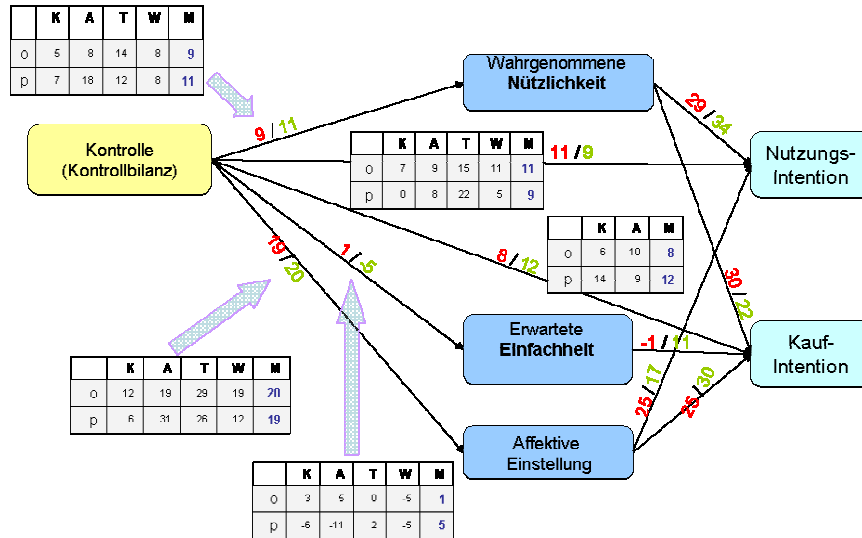 K A T W M
o 5 8 14 8 9
p 7 18 12 8 11
Wahrgenommene
Nützlichkeit
9 / 11
29 / 34
Kontrolle
(Kontrollbilanz)
K A T W M
o 7 9 15 11 11
p 0 8 22 5 9
11 / 9
Nutzungs-
Intention
K A M
o 6 10 8
p 14 9 12
19 / 20
1 / -5
8 / 12
30 / 22
Erwartete
Einfachheit
-1 / 11
Kauf-
Intention
K A T W M
o 12 19 29 19 20
p 6 31 26 12 19
25 / 17
25 / 30
Affektive
Einstellung
K A T W M
o 3 5 0 -5 1
p -6 -11 2 -5 5